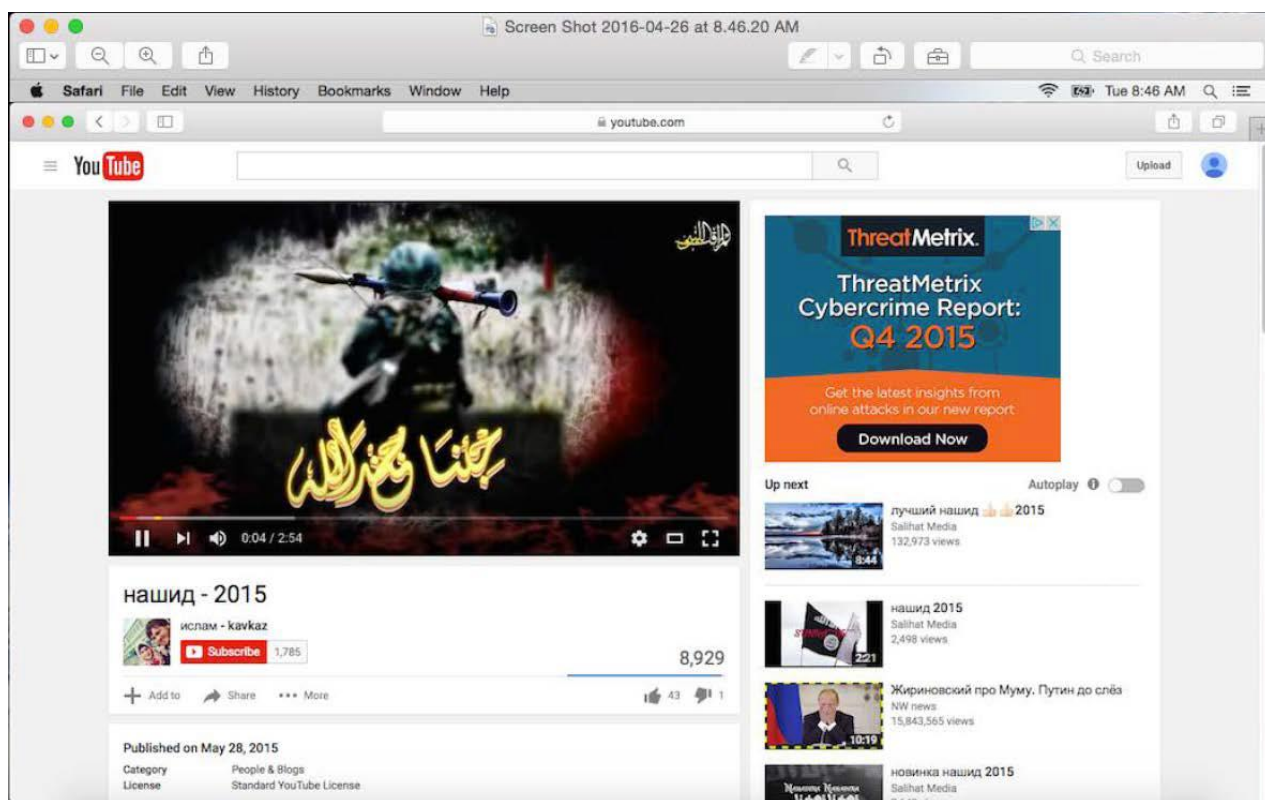 Screen Shot 2016-04-26 at 8.46.20 AM
Search
Safari File Edit View History Bookmarks Window Help
Tue 8:46 AM
youtube.com
YouTube
Upload
جئنا جند الله
0:04 / 2:54
нашид - 2015
ислам - kavkaz
Subscribe 1,785
8,929
Add to Share More
43 1
Published on May 28, 2015
Category People & Blogs
License Standard YouTube License
ThreatMetrix.
ThreatMetrix
Cybercrime Report:
Q4 2015
Get the latest insights from
online attacks in our new report
Download Now
Up next Autoplay
лучший нашид 👍👍2015
Salihat Media
132,973 views
8:44
нашид 2015
Salihat Media
2,498 views
2:21
Жириновский про Муму. Путин до слёз
NW news
15,843,565 views
10:19
новинка нашид 2015
Salihat Media